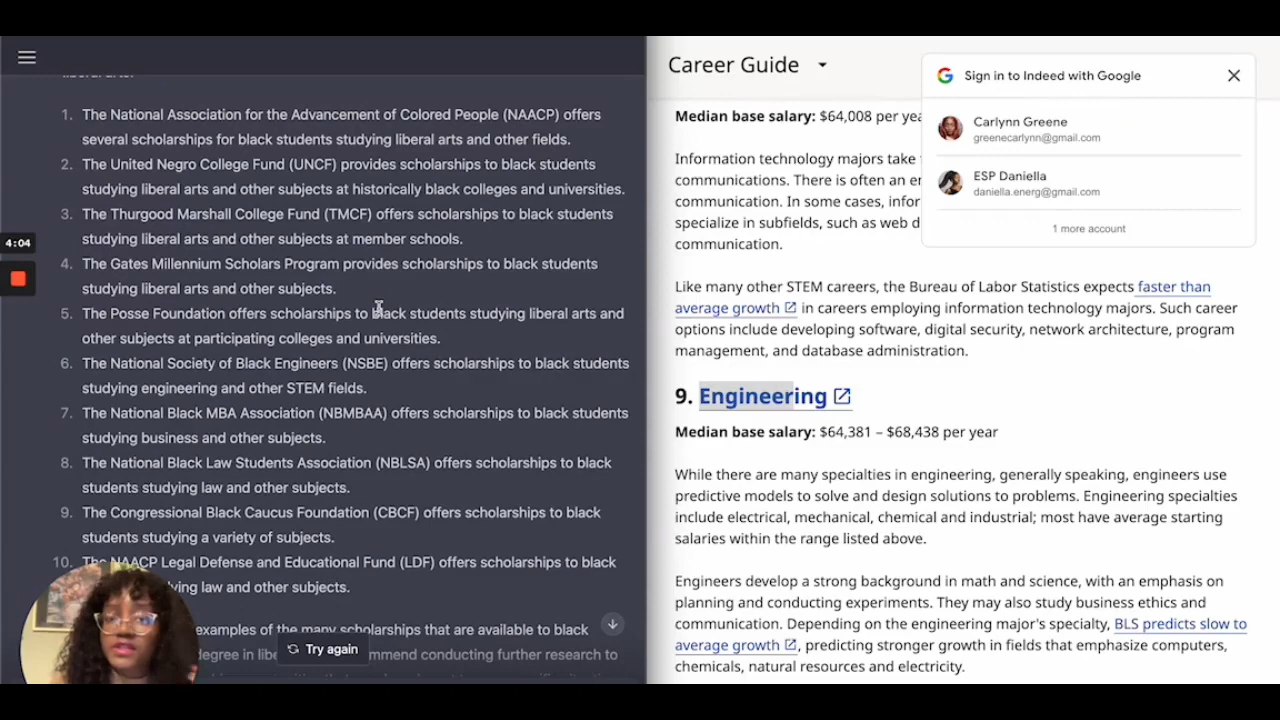 liberal arts.
1. The National Association for the Advancement of Colored People (NAACP) offers
several scholarships for black students studying liberal arts and other fields.
2. The United Negro College Fund (UNCF) provides scholarships to black students
studying liberal arts and other subjects at historically black colleges and universities.
3. The Thurgood Marshall College Fund (TMCF) offers scholarships to black students
studying liberal arts and other subjects at member schools.
4:04
4. The Gates Millennium Scholars Program provides scholarships to black students
studying liberal arts and other subjects.
5. The Posse Foundation offers scholarships to black students studying liberal arts and
other subjects at participating colleges and universities.
6. The National Society of Black Engineers (NSBE) offers scholarships to black students
studying engineering and other STEM fields.
7. The National Black MBA Association (NBMBAA) offers scholarships to black students
studying business and other subjects.
8. The National Black Law Students Association (NBLSA) offers scholarships to black
students studying law and other subjects.
9. The Congressional Black Caucus Foundation (CBCF) offers scholarships to black
students studying a variety of subjects.
10. The NAACP Legal Defense and Educational Fund (LDF) offers scholarships to black
ying law and other subjects.
examples of the many scholarships that are available to black
degree in libe
mmend conducting further research to
Try again
Career Guide
Median base salary: $64,008 per yea
Information technology majors take
communications. There is often an em
communication. In some cases, infor
specialize in subfields, such as web d
communication.
Like many other STEM careers, the Bureau of Labor Statistics expects faster than
average growth in careers employing information technology majors. Such career
options include developing software, digital security, network architecture, program
management, and database administration.
9. Engineering
Median base salary: $64,381 – $68,438 per year
While there are many specialties in engineering, generally speaking, engineers use
predictive models to solve and design solutions to problems. Engineering specialties
include electrical, mechanical, chemical and industrial; most have average starting
salaries within the range listed above.
Engineers develop a strong background in math and science, with an emphasis on
planning and conducting experiments. They may also study business ethics and
communication. Depending on the engineering major's specialty, BLS predicts slow to
average growth, predicting stronger growth in fields that emphasize computers,
chemicals, natural resources and electricity.
Sign in to Indeed with Google
Carlynn Greene
greenecarlynn@gmail.com
ESP Daniella
daniella.energ@gmail.com
1 more account